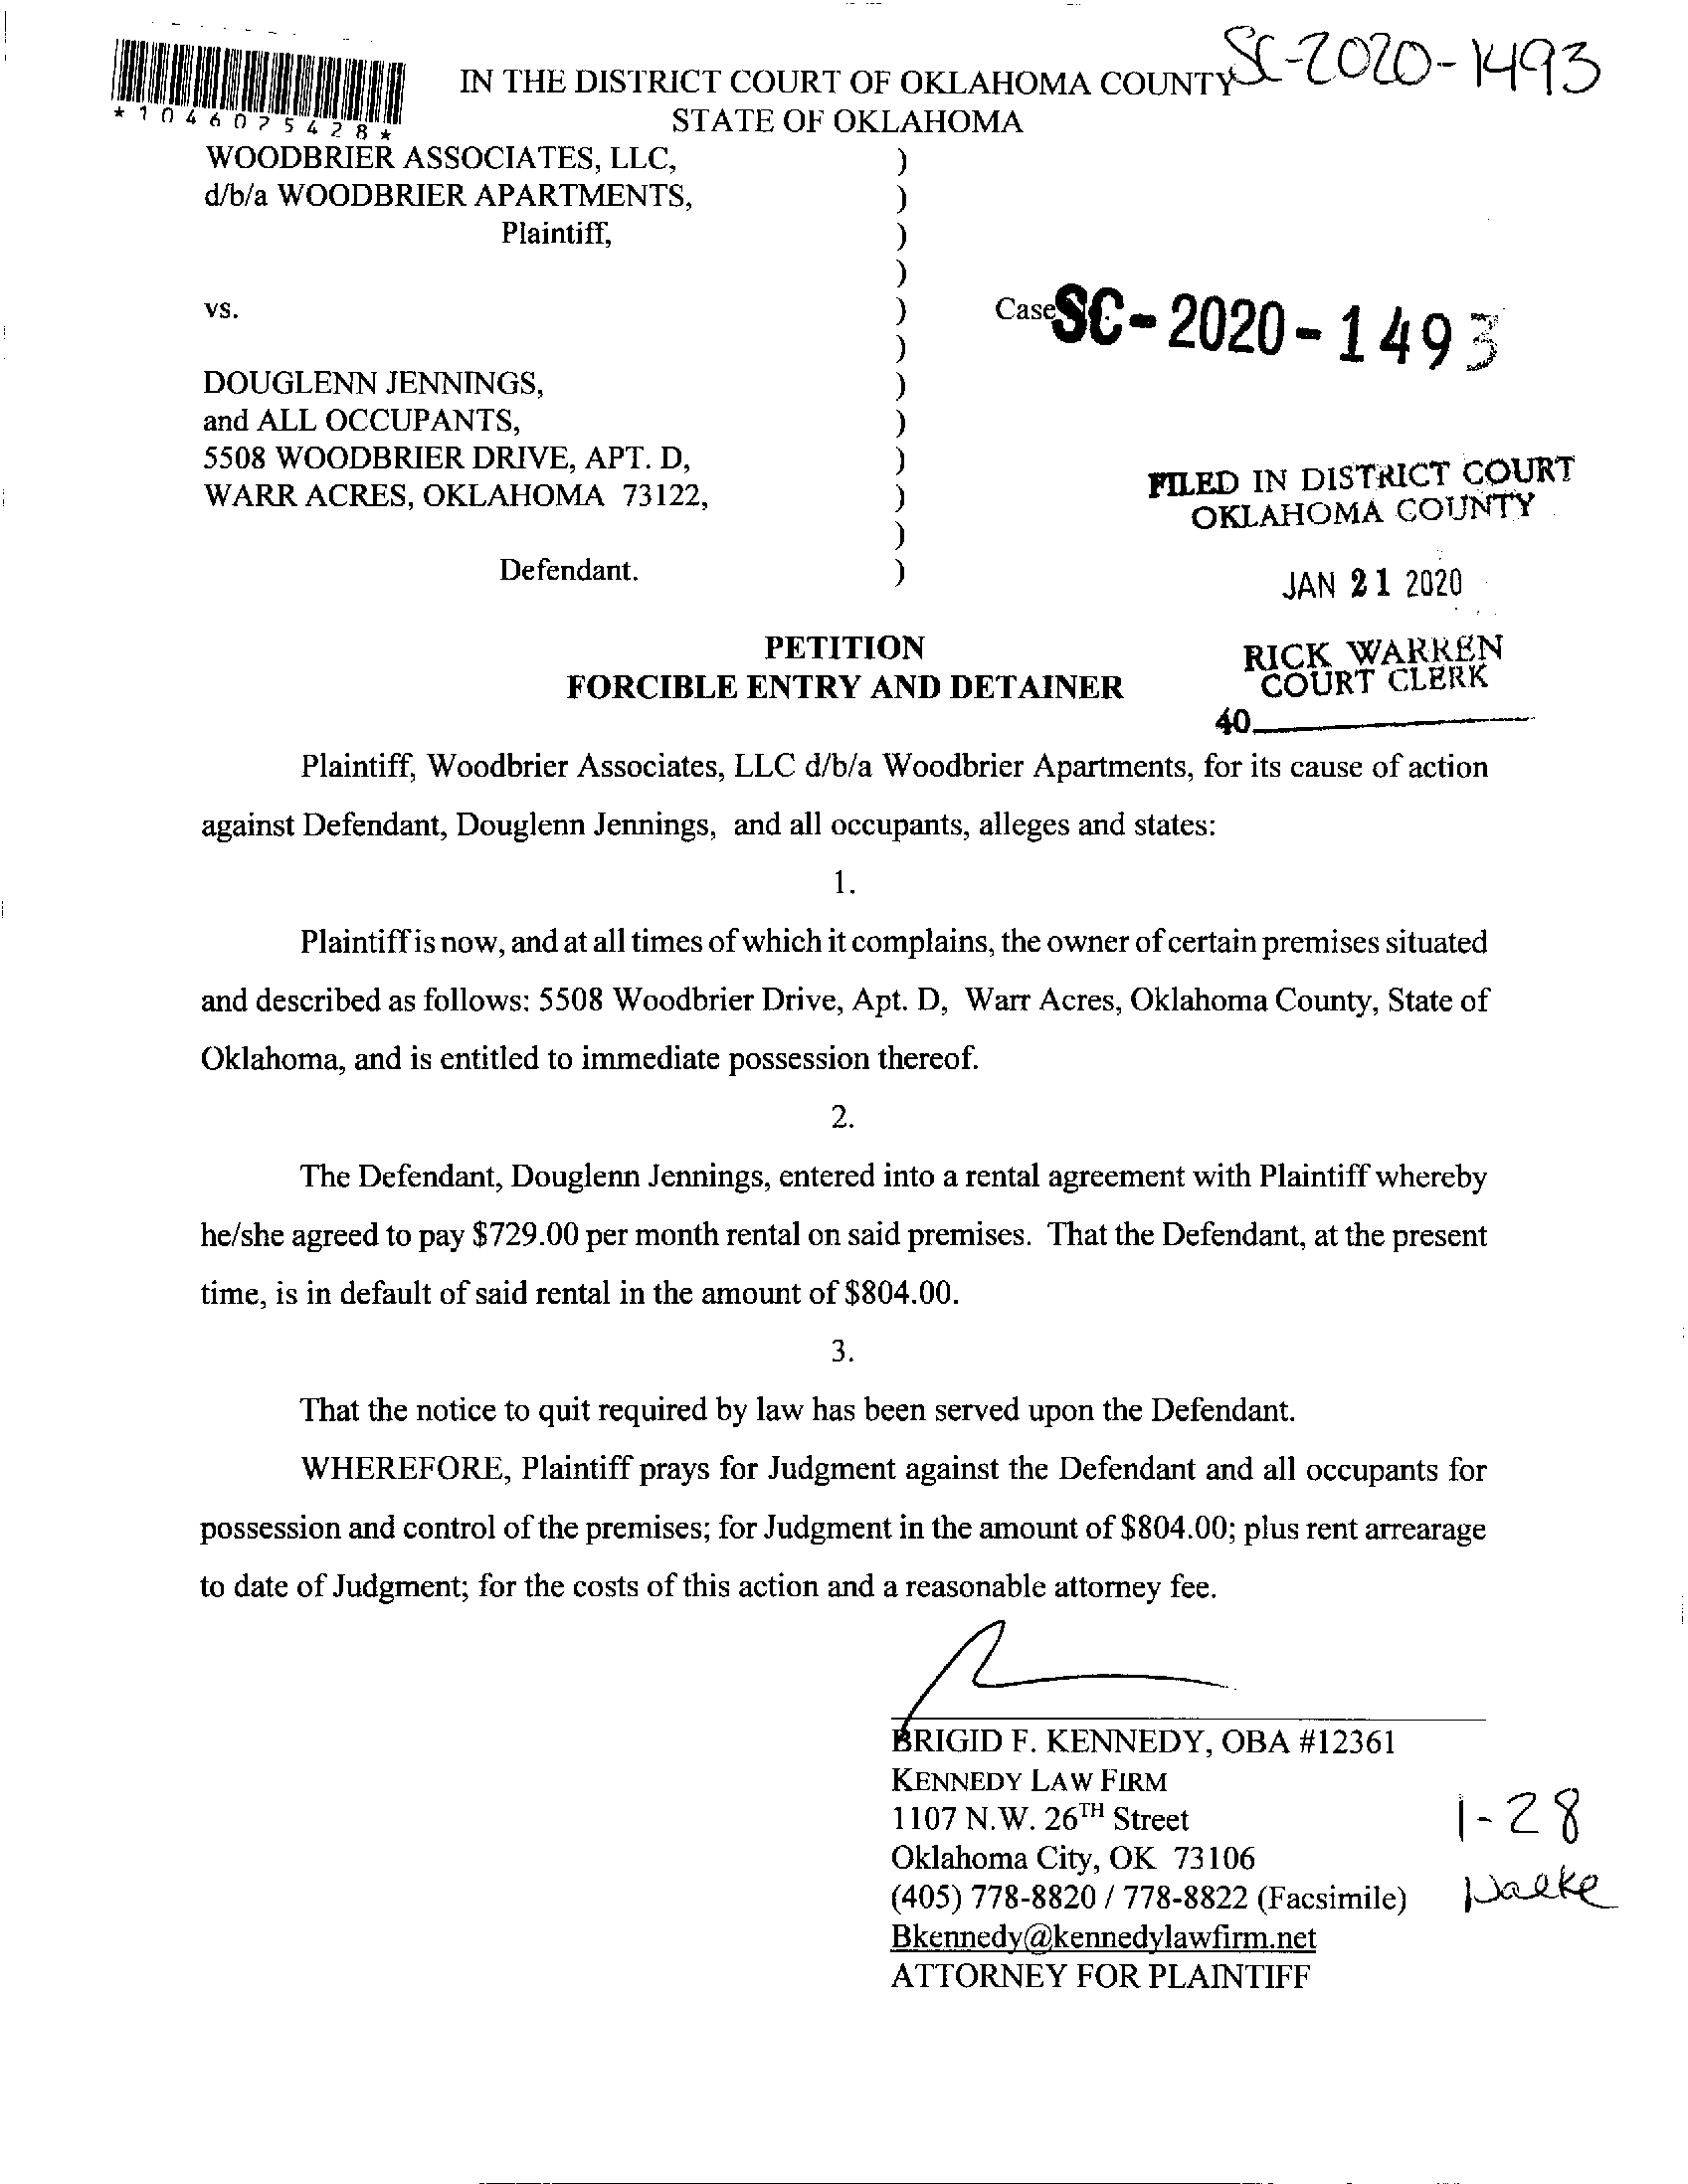 SC-2020-1493
IN THE DISTRICT COURT OF OKLAHOMA COUNTY
STATE OF OKLAHOMA
*1046075428*
WOODBRIER ASSOCIATES, LLC, )
d/b/a WOODBRIER APARTMENTS, )
Plaintiff, )
)
vs. ) Case SC-2020-1493
)
DOUGLENN JENNINGS, )
and ALL OCCUPANTS, )
5508 WOODBRIER DRIVE, APT. D, )
WARR ACRES, OKLAHOMA 73122, )
)
Defendant. )
FILED IN DISTRICT COURT
OKLAHOMA COUNTY
JAN 21 2020
RICK WARREN
COURT CLERK
40
PETITION
FORCIBLE ENTRY AND DETAINER
Plaintiff, Woodbrier Associates, LLC d/b/a Woodbrier Apartments, for its cause of action
against Defendant, Douglenn Jennings, and all occupants, alleges and states:
1.
Plaintiff is now, and at all times of which it complains, the owner of certain premises situated
and described as follows: 5508 Woodbrier Drive, Apt. D, Warr Acres, Oklahoma County, State of
Oklahoma, and is entitled to immediate possession thereof.
2.
The Defendant, Douglenn Jennings, entered into a rental agreement with Plaintiff whereby
he/she agreed to pay $729.00 per month rental on said premises. That the Defendant, at the present
time, is in default of said rental in the amount of $804.00.
3.
That the notice to quit required by law has been served upon the Defendant.
WHEREFORE, Plaintiff prays for Judgment against the Defendant and all occupants for
possession and control of the premises; for Judgment in the amount of $804.00; plus rent arrearage
to date of Judgment; for the costs of this action and a reasonable attorney fee.
BRIGID F. KENNEDY, OBA #12361
KENNEDY LAW FIRM
1107 N.W. 26TH Street
Oklahoma City, OK 73106
(405) 778-8820 / 778-8822 (Facsimile)
Bkennedy@kennedylawfirm.net
ATTORNEY FOR PLAINTIFF
1-28